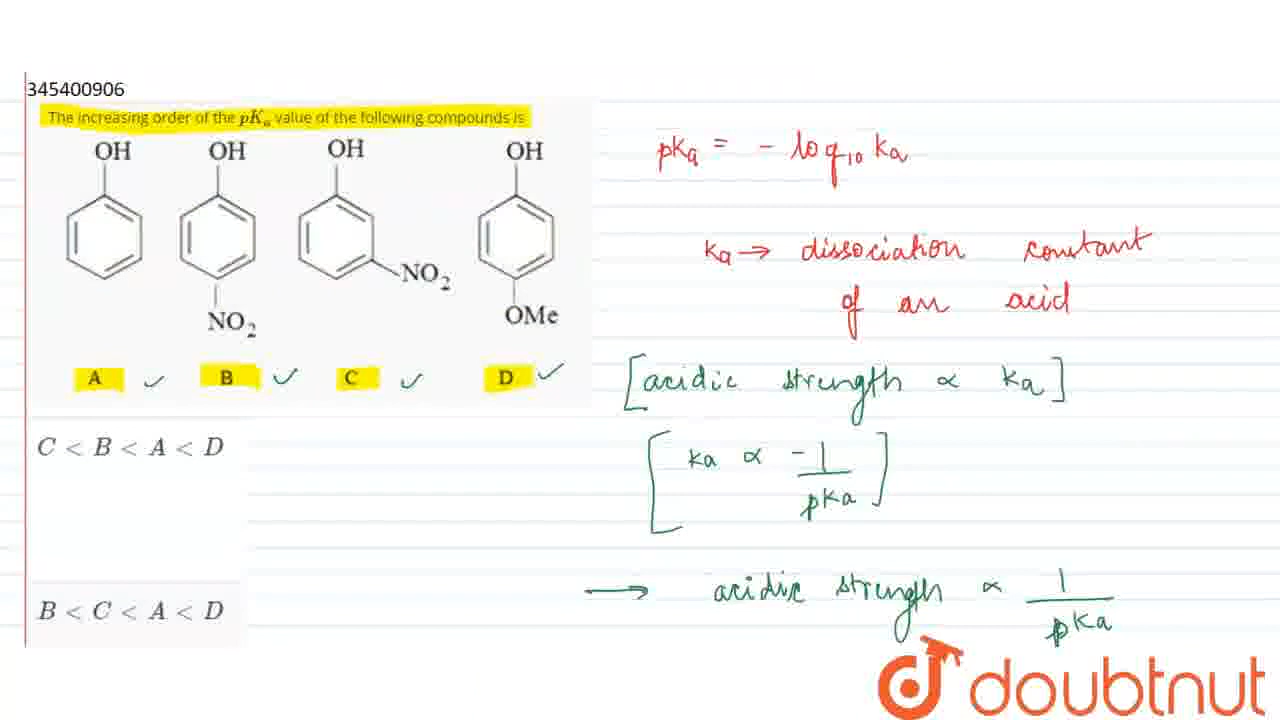 345400906
The increasing order of the pKa value of the following compounds is
OH OH OH OH
NO2
NO2
OMe
A B C D
C < B < A < D
B < C < A < D
pKa = - log10 Ka
Ka → dissociation constant
of an acid
[acidic strength ∝ Ka]
[Ka ∝ -1/pKa]
→ acidic strength ∝ 1/pKa
doubtnut